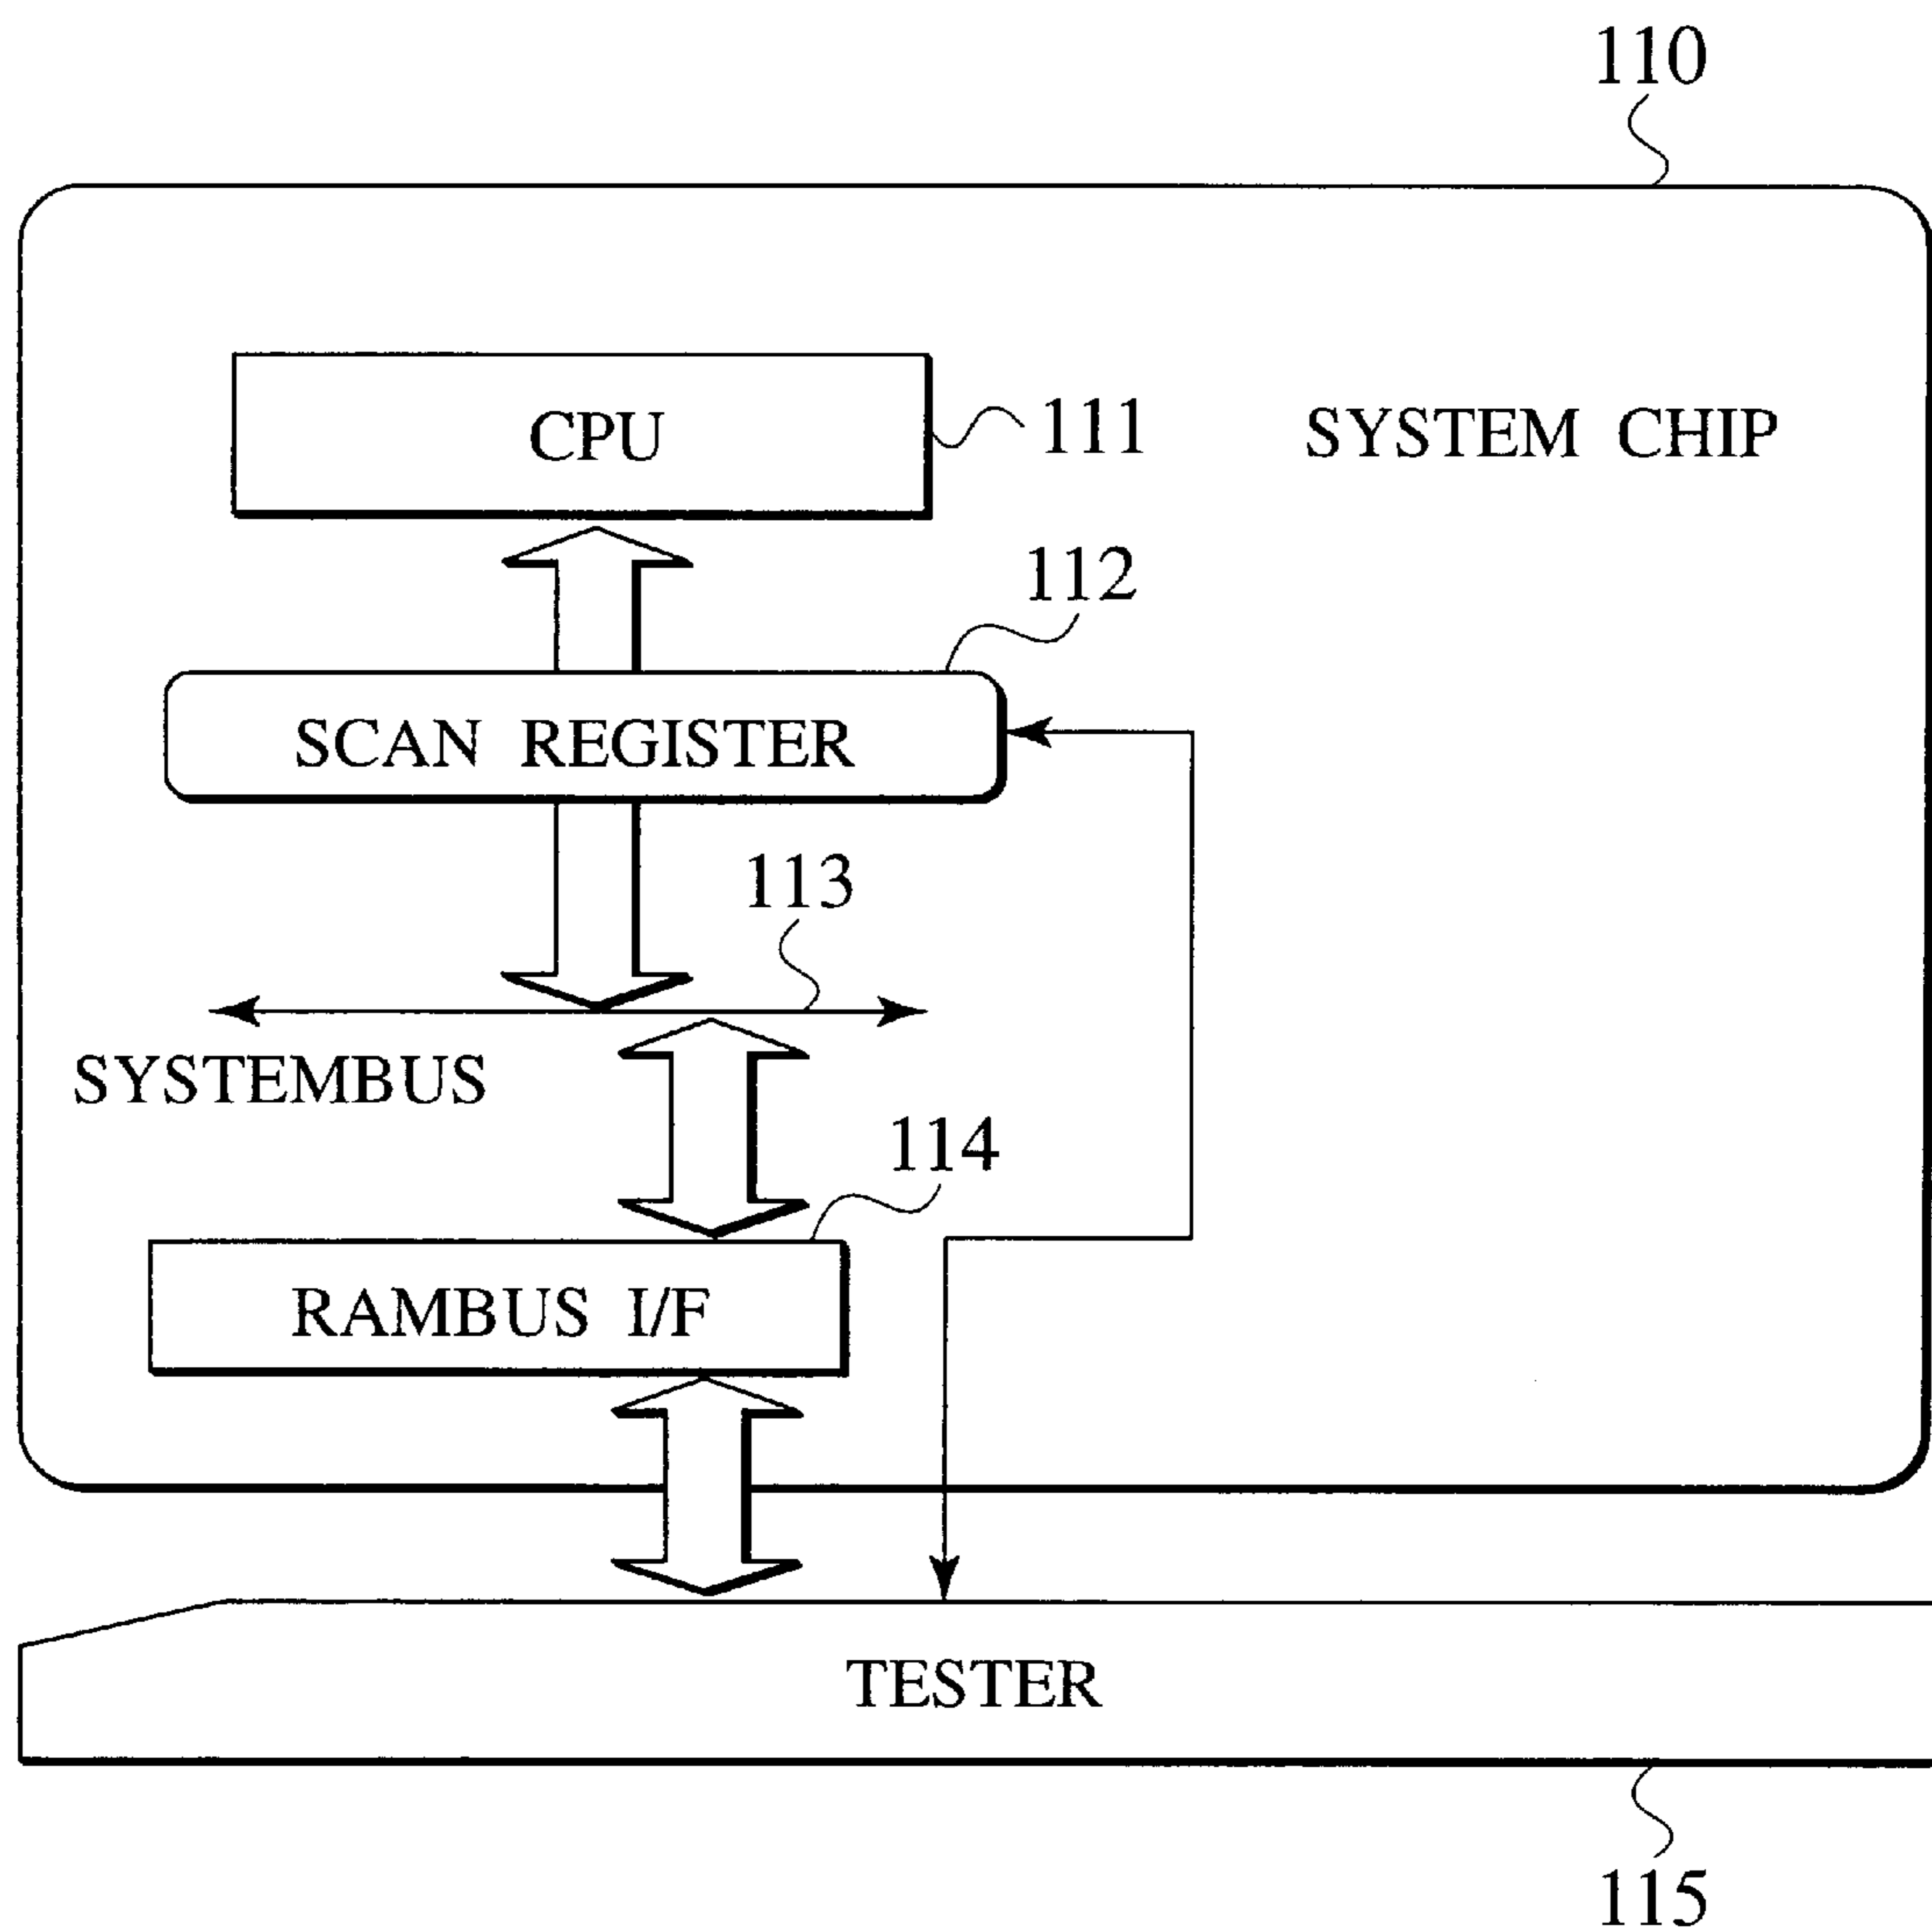 110
CPU
111
SYSTEM CHIP
112
SCAN REGISTER
113
SYSTEMBUS
114
RAMBUS I/F
TESTER
115